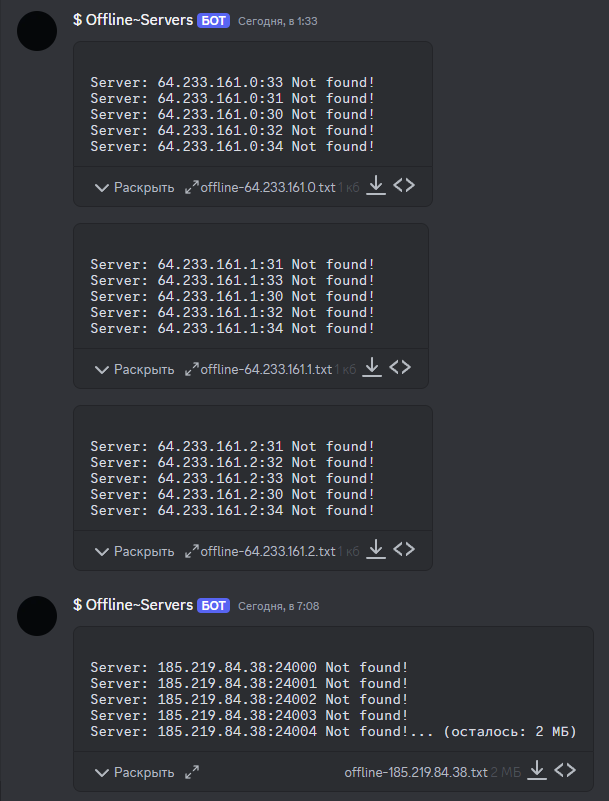 $ Offline~Servers БОТ Сегодня, в 1:33
Server: 64.233.161.0:33 Not found!
Server: 64.233.161.0:31 Not found!
Server: 64.233.161.0:30 Not found!
Server: 64.233.161.0:32 Not found!
Server: 64.233.161.0:34 Not found!
Раскрыть offline-64.233.161.0.txt 1 кб
Server: 64.233.161.1:31 Not found!
Server: 64.233.161.1:33 Not found!
Server: 64.233.161.1:30 Not found!
Server: 64.233.161.1:32 Not found!
Server: 64.233.161.1:34 Not found!
Раскрыть offline-64.233.161.1.txt 1 кб
Server: 64.233.161.2:31 Not found!
Server: 64.233.161.2:32 Not found!
Server: 64.233.161.2:33 Not found!
Server: 64.233.161.2:30 Not found!
Server: 64.233.161.2:34 Not found!
Раскрыть offline-64.233.161.2.txt 1 кб
$ Offline~Servers БОТ Сегодня, в 7:08
Server: 185.219.84.38:24000 Not found!
Server: 185.219.84.38:24001 Not found!
Server: 185.219.84.38:24002 Not found!
Server: 185.219.84.38:24003 Not found!
Server: 185.219.84.38:24004 Not found!... (осталось: 2 МБ)
Раскрыть offline-185.219.84.38.txt 2 МБ